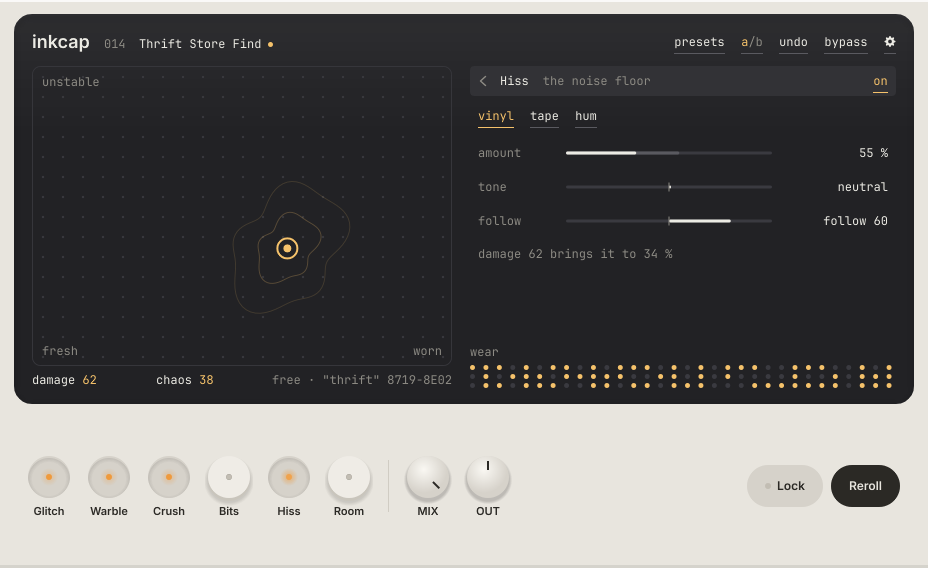 inkcap 014 Thrift Store Find
presets a/b undo bypass
unstable
fresh worn
damage 62 chaos 38 free · "thrift" 8719-8E02
Hiss the noise floor on
vinyl tape hum
amount 55 %
tone neutral
follow follow 60
damage 62 brings it to 34 %
wear
Glitch Warble Crush Bits Hiss Room MIX OUT
Lock Reroll